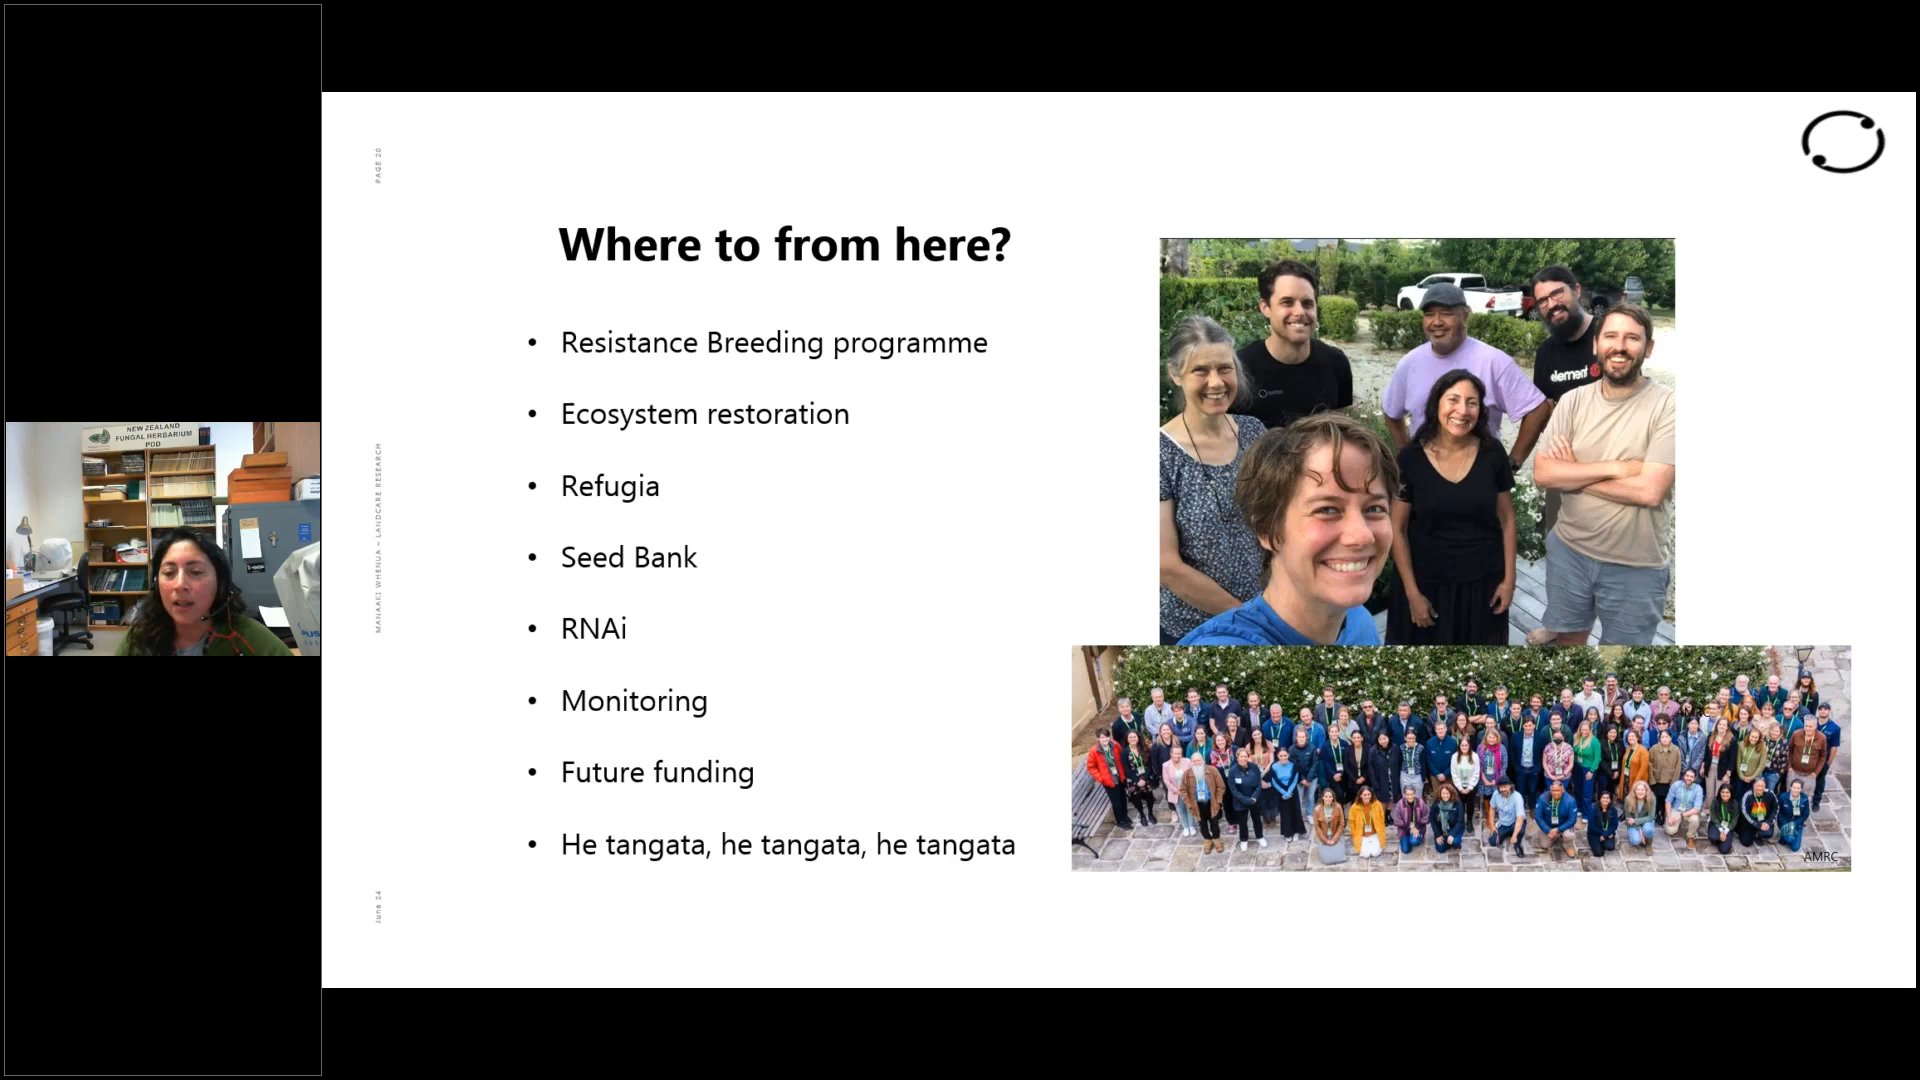 NEW ZEALAND
FUNGAL HERBARIUM
PDD
PAGE 20
MANAAKI WHENUA – LANDCARE RESEARCH
June 24
Where to from here?
• Resistance Breeding programme
• Ecosystem restoration
• Refugia
• Seed Bank
• RNAi
• Monitoring
• Future funding
• He tangata, he tangata, he tangata
element
AMRC